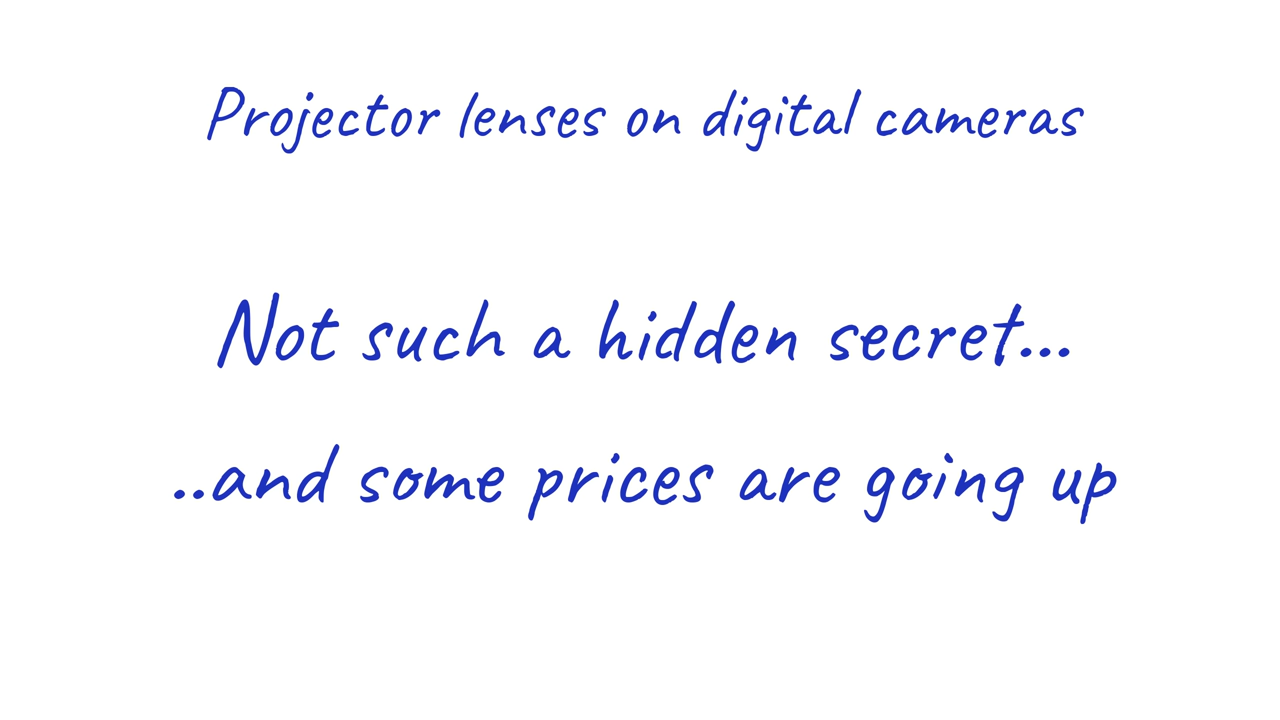 Projector lenses on digital cameras
Not such a hidden secret...
..and some prices are going up